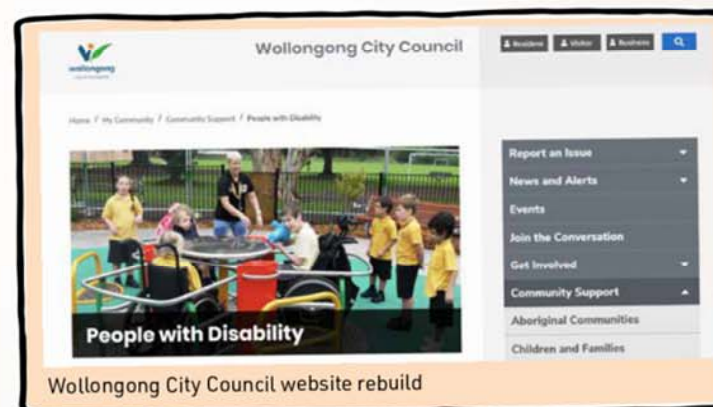 wollongong
Wollongong City Council
Resident
Visitor
Business
Home / My Community / Community Support / People with Disability
Report an Issue
News and Alerts
Events
Join the Conversation
Get Involved
Community Support
Aboriginal Communities
Children and Families
People with Disability
Wollongong City Council website rebuild